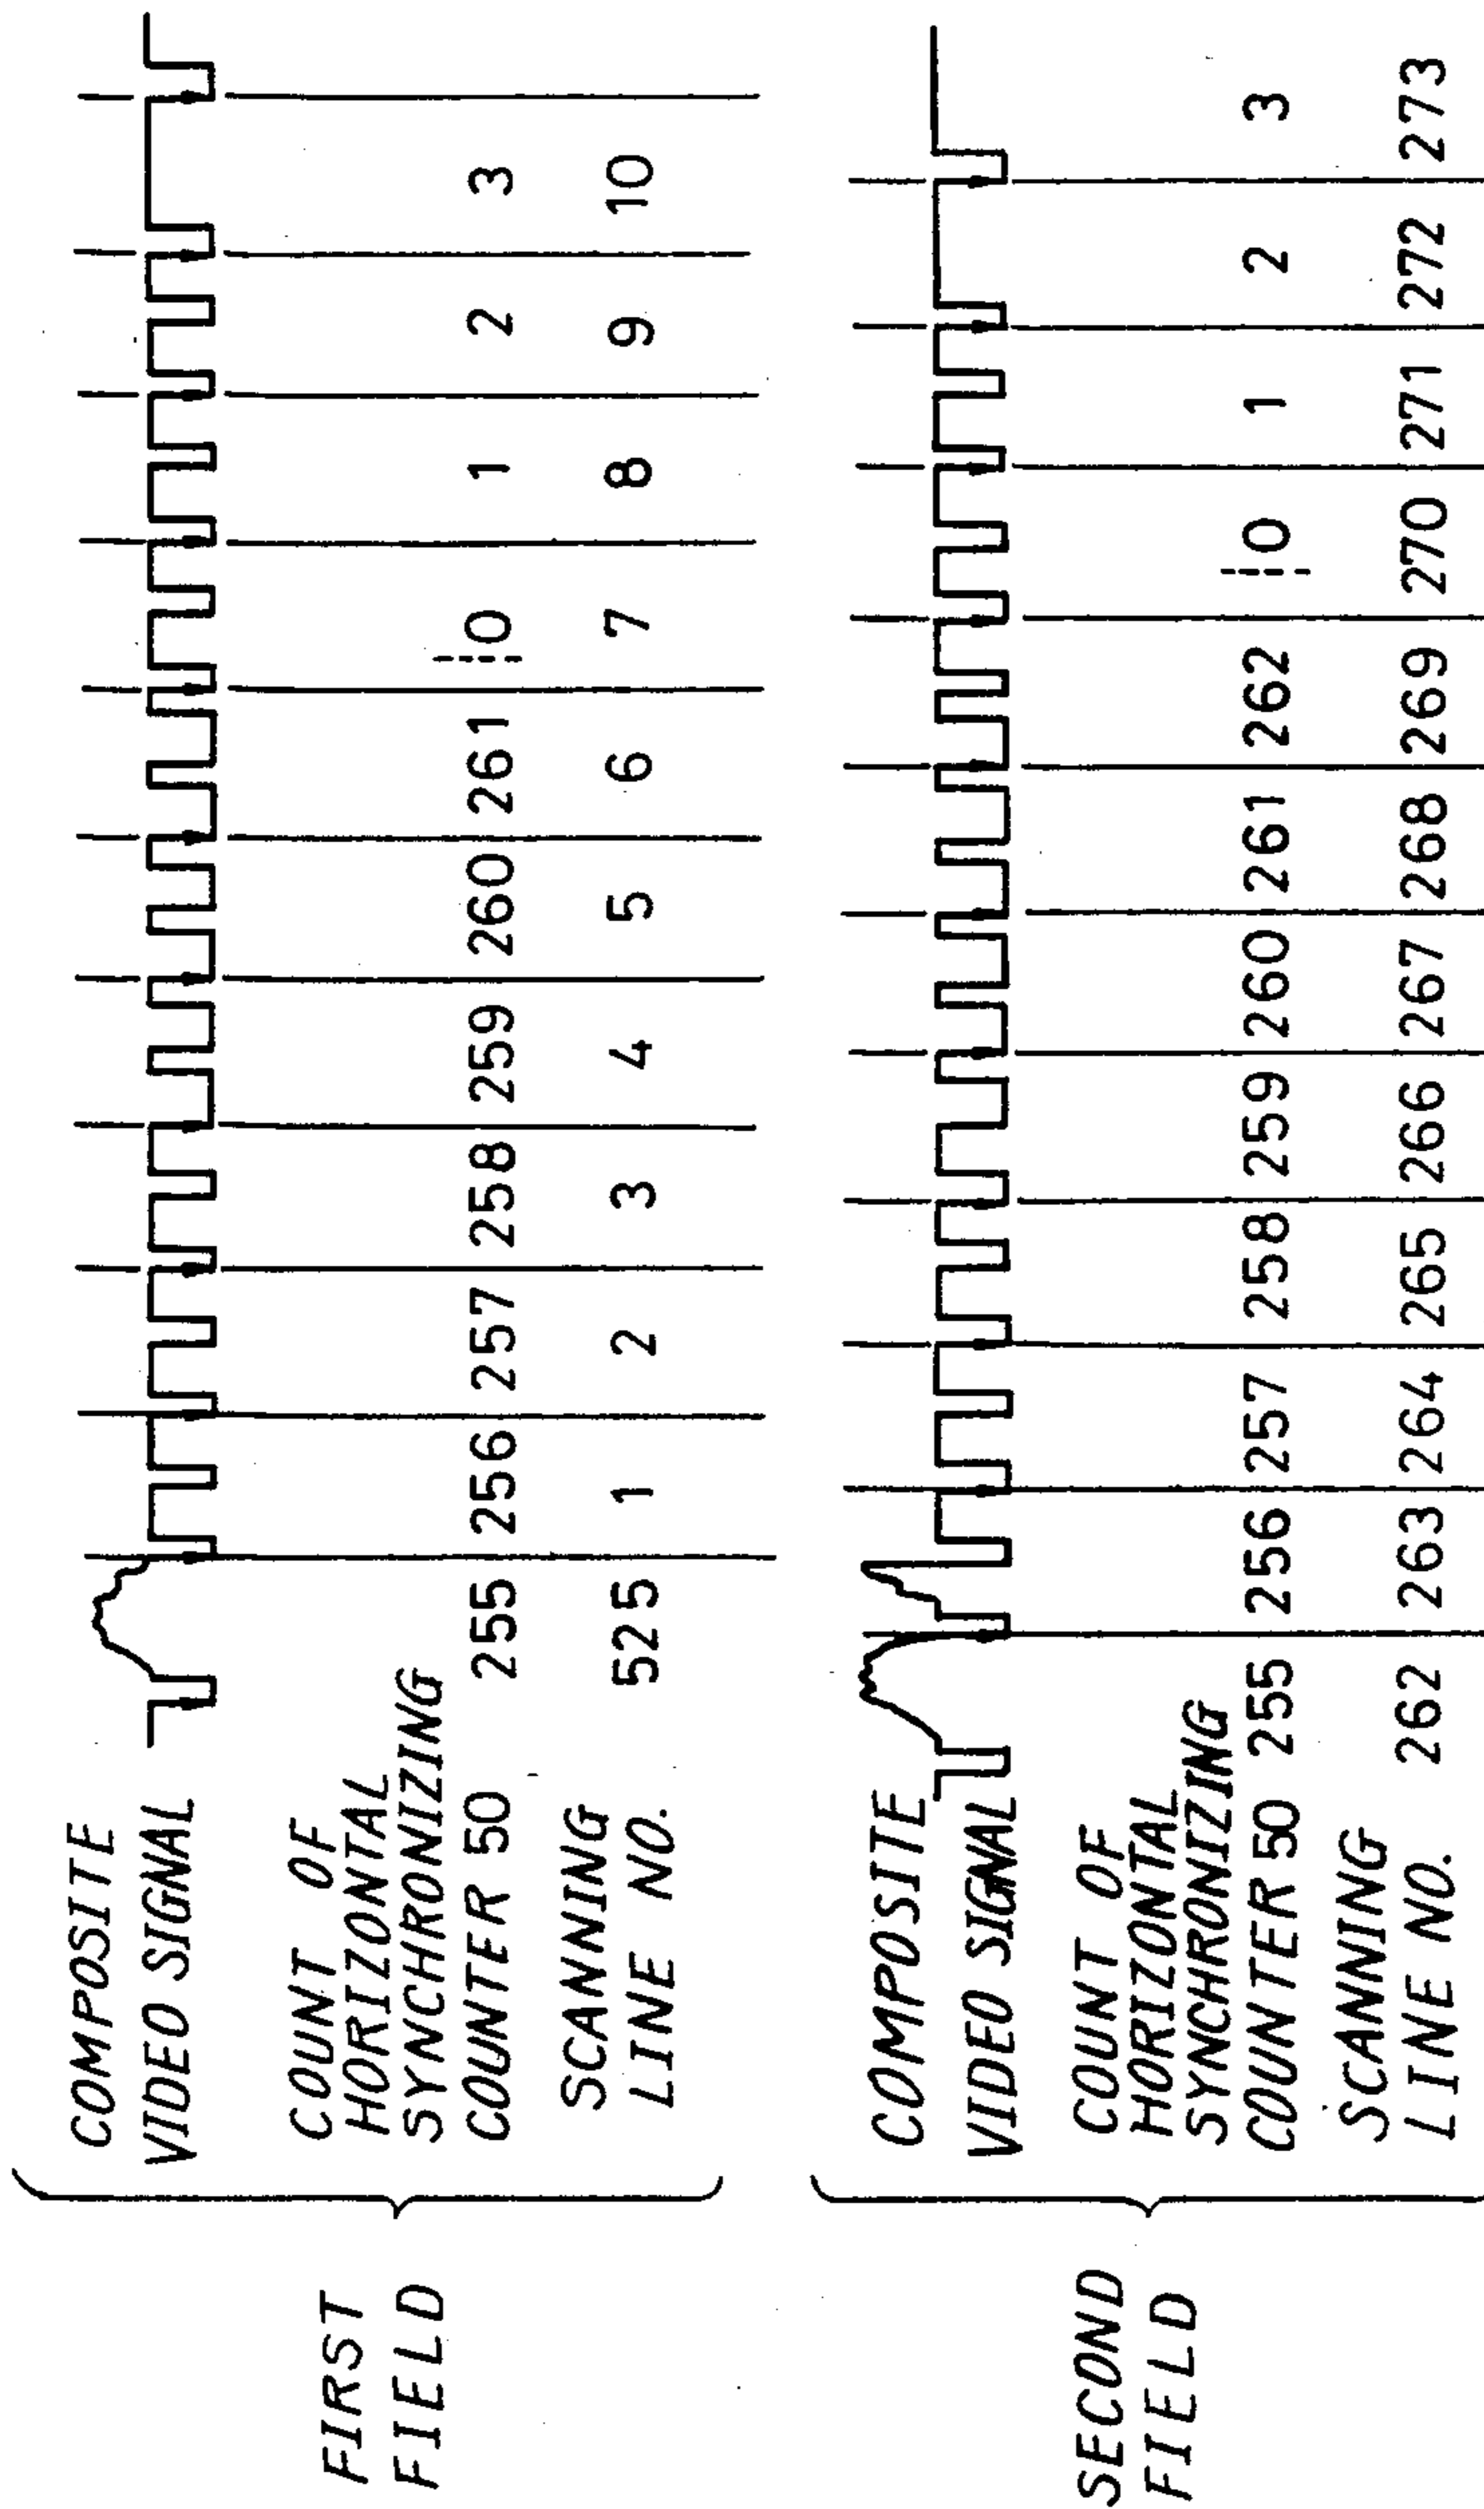 FIRST
FIELD
COMPOSITE
VIDEO SIGNAL
COUNT OF
HORIZONTAL
SYNCHRONIZING
COUNTER 50 255 256 257 258 259 260 261 0 1 2 3
SCANNING
LINE NO. 525 1 2 3 4 5 6 7 8 9 10
SECOND
FIELD
COMPOSITE
VIDEO SIGNAL
COUNT OF
HORIZONTAL
SYNCHRONIZING
COUNTER 50 255 256 257 258 259 260 261 262 0 1 2 3
SCANNING
LINE NO. 262 263 264 265 266 267 268 269 270 271 272 273